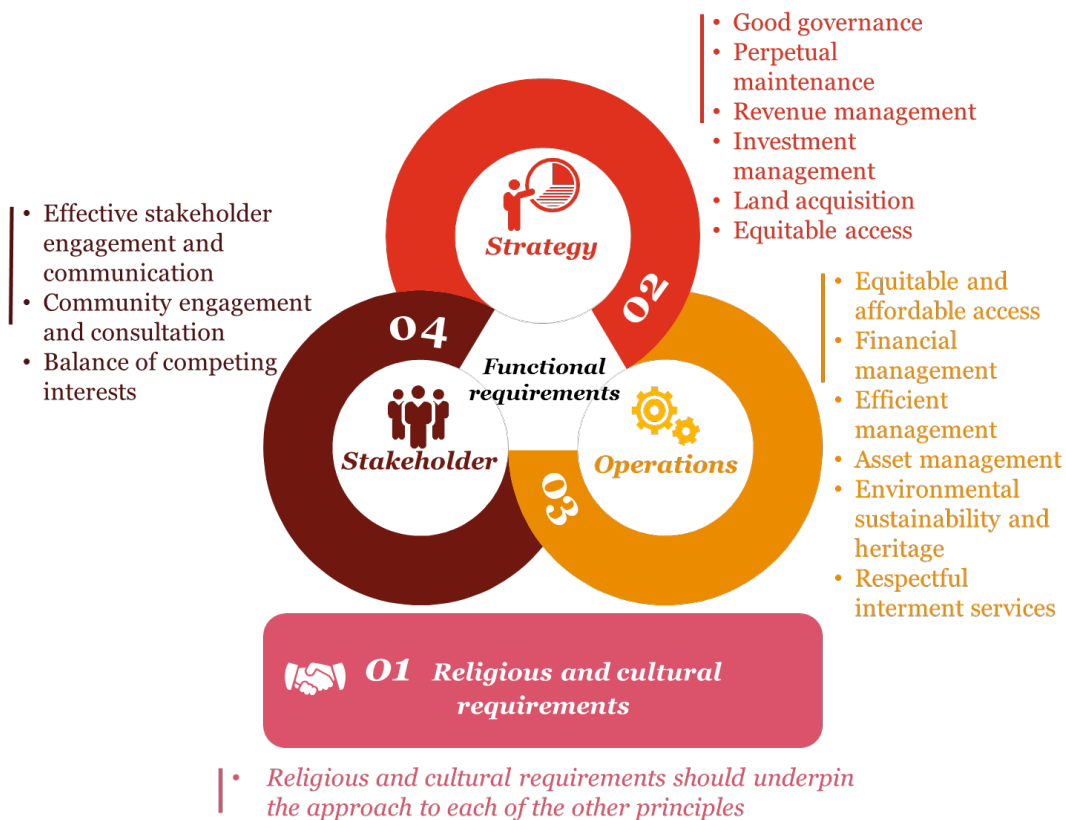 • Good governance
• Perpetual
maintenance
• Revenue management
• Investment
management
• Land acquisition
• Equitable access
Strategy
02
• Effective stakeholder
engagement and
communication
• Community engagement
and consultation
• Balance of competing
interests
04
Stakeholder
Functional
requirements
• Equitable and
affordable access
• Financial
management
• Efficient
management
• Asset management
• Environmental
sustainability and
heritage
• Respectful
interment services
Operations
03
01 Religious and cultural
requirements
• Religious and cultural requirements should underpin
the approach to each of the other principles